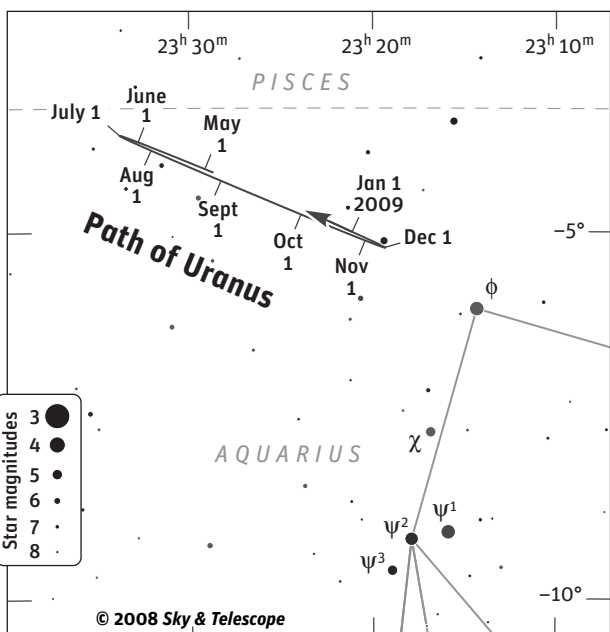 23ʰ 30ᵐ 23ʰ 20ᵐ 23ʰ 10ᵐ
PISCES
June
1
July 1
May
1
Aug
1
Sept
1
Jan 1
2009
Oct
1
Nov
1
Dec 1
–5°
Path of Uranus
ϕ
χ
AQUARIUS
Star magnitudes
3
4
5
6
7
8
ψ¹
ψ²
ψ³
–10°
© 2008 Sky & Telescope